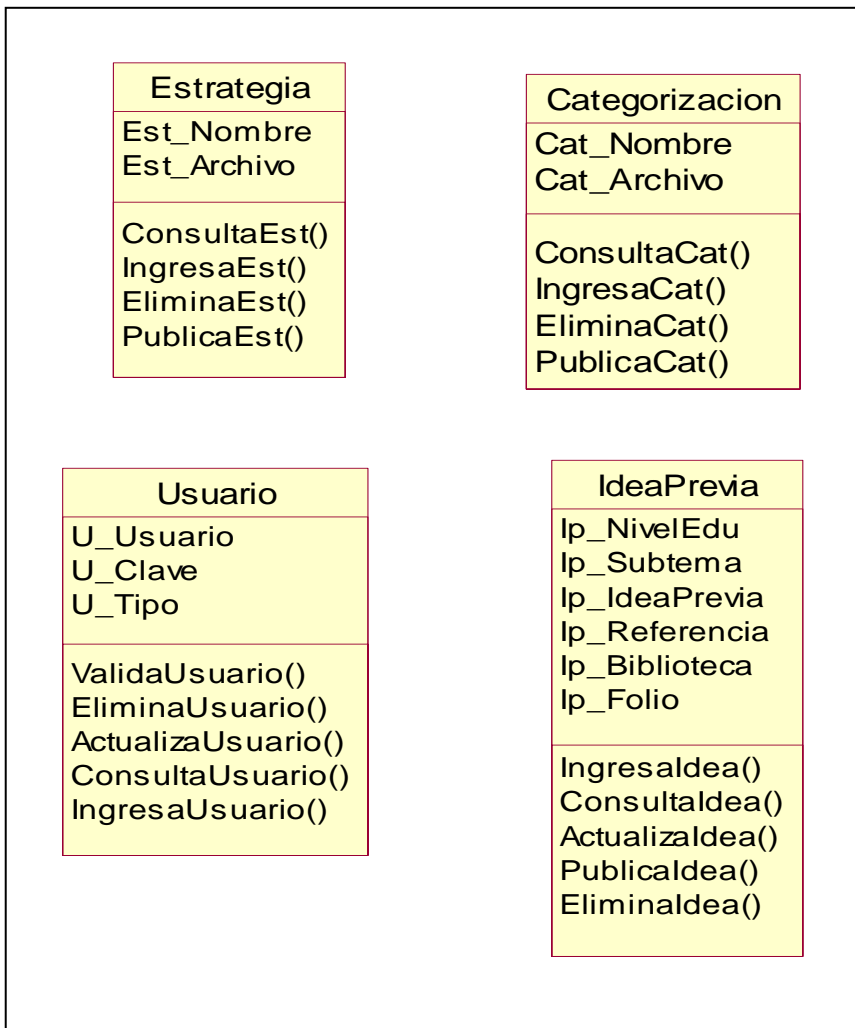 Estrategia
Est_Nombre
Est_Archivo
ConsultaEst()
IngresaEst()
EliminaEst()
PublicaEst()
Categorizacion
Cat_Nombre
Cat_Archivo
ConsultaCat()
IngresaCat()
EliminaCat()
PublicaCat()
Usuario
U_Usuario
U_Clave
U_Tipo
ValidaUsuario()
EliminaUsuario()
ActualizaUsuario()
ConsultaUsuario()
IngresaUsuario()
IdeaPrevia
Ip_NivelEdu
Ip_Subtema
Ip_IdeaPrevia
Ip_Referencia
Ip_Biblioteca
Ip_Folio
IngresaIdea()
ConsultaIdea()
ActualizaIdea()
PublicaIdea()
EliminaIdea()